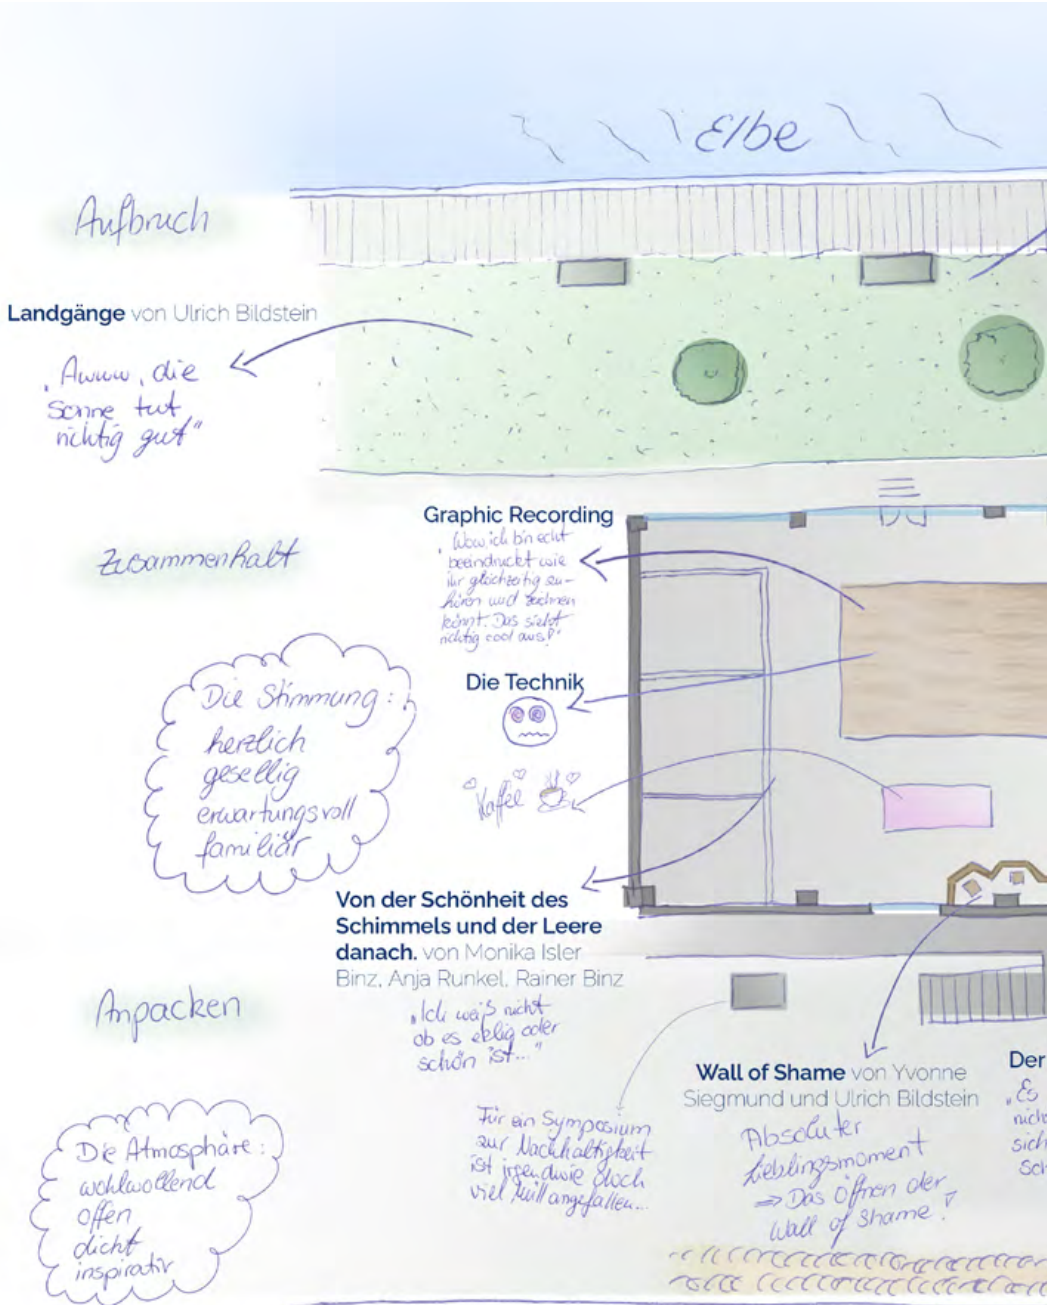 Elbe
Aufbruch
Landgänge von Ulrich Bildstein
„Awww, die
Sonne tut
richtig gut“
Graphic Recording
„Wow, ich bin echt
beeindruckt wie
ihr gleichzeitig zu-
hören und zeichnen
könnt. Das sieht
richtig cool aus!“
Zusammenhalt
Die Technik
Die Stimmung:
herzlich
gesellig
erwartungsvoll
familiär
Kaffee
Von der Schönheit des
Schimmels und der Leere
danach. von Monika Isler
Binz, Anja Runkel, Rainer Binz
„Ich weiß nicht
ob es eklig oder
schön ist...“
Anpacken
Wall of Shame von Yvonne
Siegmund und Ulrich Bildstein
Absoluter
Lieblingsmoment
⇒ Das Öffnen der
Wall of Shame!
Der
„Es
nich
sich
Sch
Für ein Symposium
zur Nachhaltigkeit
ist irgendwie doch
viel Müll angefallen...
Die Atmosphäre:
wohlwollend
offen
dicht
inspirativ